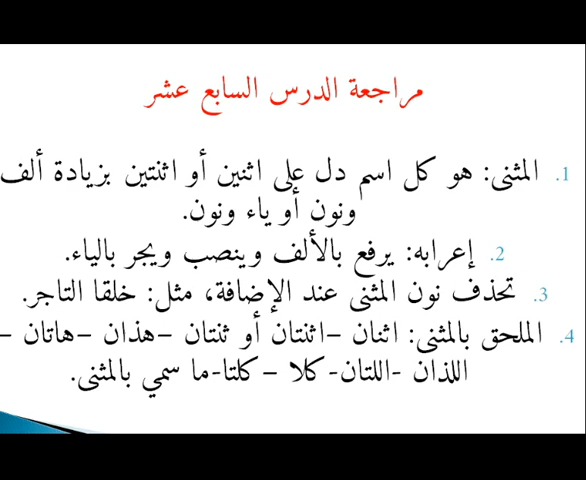 مراجعة الدرس السابع عشر
1. المثنى: هو كل اسم دل على اثنين أو اثنتين بزيادة ألف
ونون أو ياء ونون.
2. إعرابه: يرفع بالألف وينصب ويجر بالياء.
3. تحذف نون المثنى عند الإضافة، مثل: خلقا التاجر.
4. الملحق بالمثنى: اثنان –اثنتان أو ثنتان –هذان –هاتان –
اللذان -اللتان- كلا –كلتا-ما سمي بالمثنى.